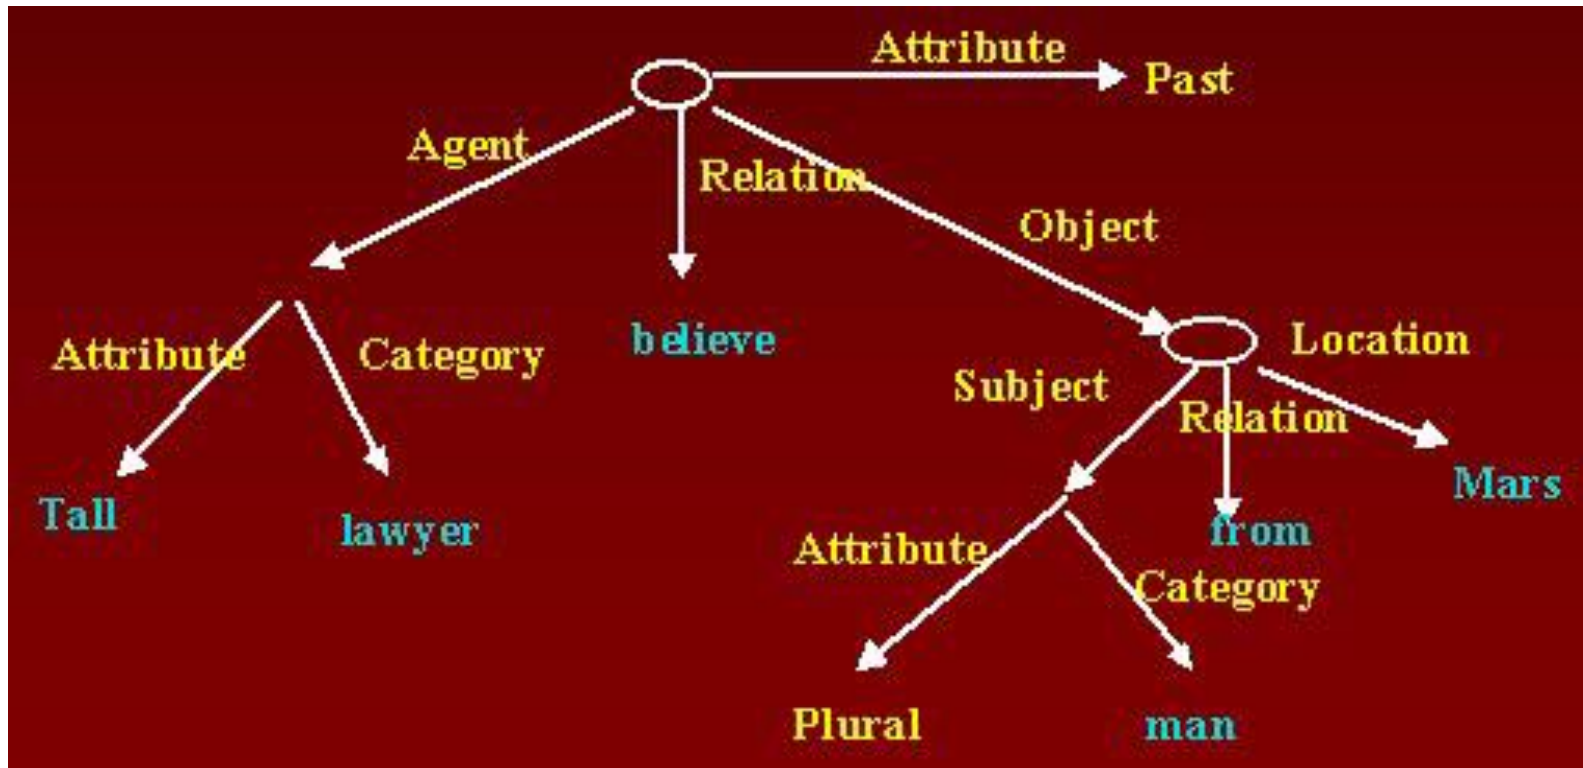 Attribute
Past
Agent
Relation
Object
Attribute
Category
believe
Location
Subject
Relation
Tall
lawyer
Mars
from
Attribute
Category
Plural
man